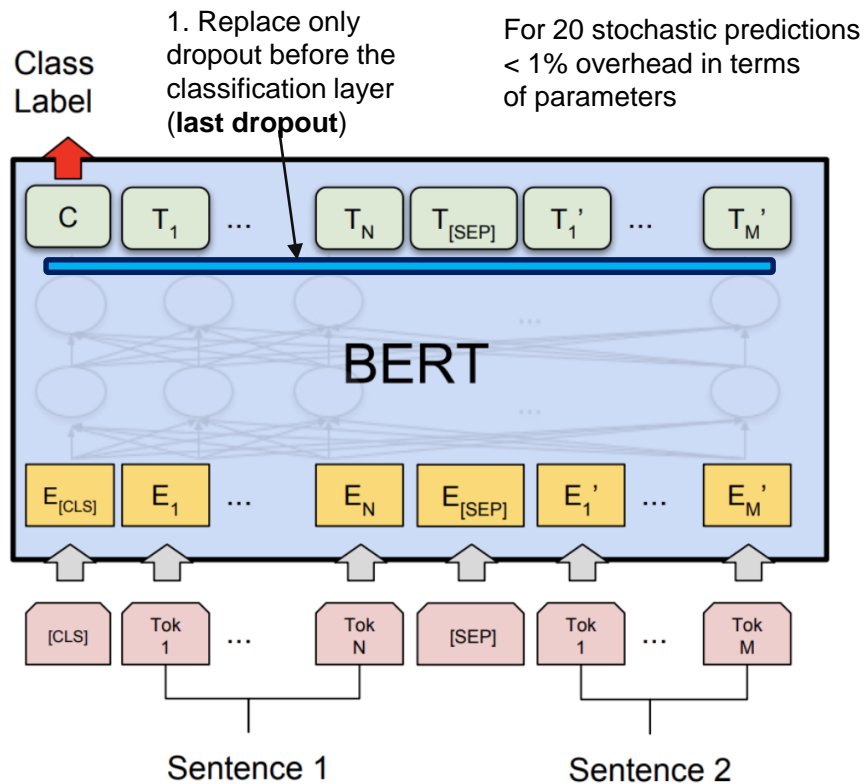 1. Replace only
dropout before the
classification layer
(last dropout)
For 20 stochastic predictions
< 1% overhead in terms
of parameters
Class
Label
C T1 ... TN T[SEP] T1' ... TM'
...
BERT
...
E[CLS] E1 ... EN E[SEP] E1' ... EM'
[CLS] Tok 1 ... Tok N [SEP] Tok 1 ... Tok M
Sentence 1 Sentence 2